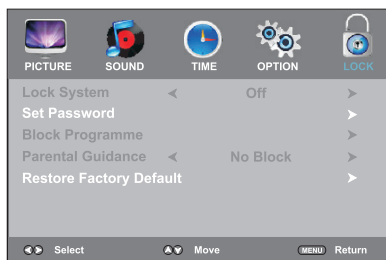 PICTURE SOUND TIME OPTION LOCK
Lock System Off
Set Password
Block Programme
Parental Guidance No Block
Restore Factory Default
Select Move MENU Return